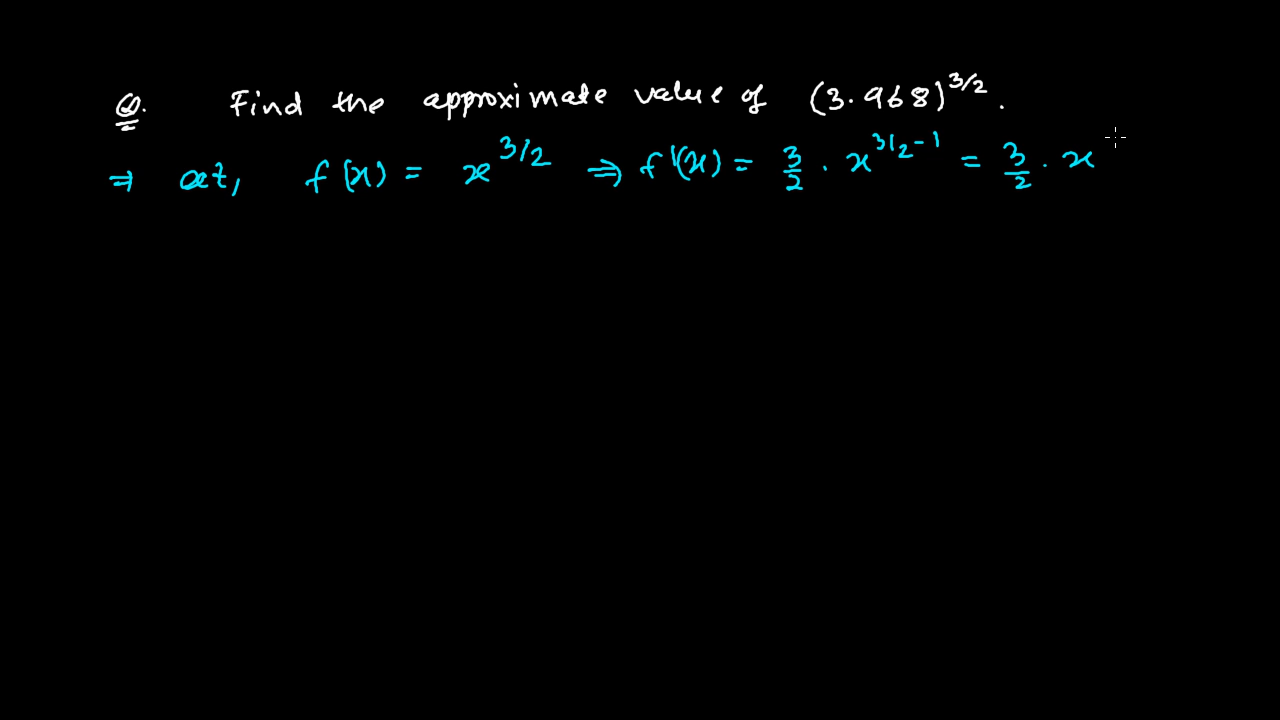 Q. Find the approximate value of (3.968)^3/2.
⇒ let, f(x) = x^3/2 ⇒ f'(x) = 3/2 . x^3/2-1 = 3/2 . x